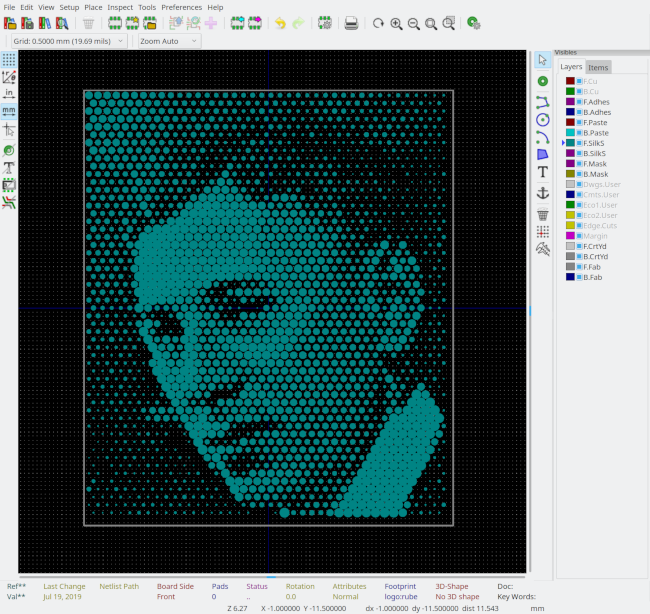 File Edit View Setup Place Inspect Tools Preferences Help
Grid: 0.5000 mm (19.69 mils) Zoom Auto
Visibles
Layers Items
in
mm
F.Cu
B.Cu
F.Adhes
B.Adhes
F.Paste
B.Paste
F.SilkS
B.SilkS
F.Mask
B.Mask
Dwgs.User
Cmts.User
Eco1.User
Eco2.User
Edge.Cuts
Margin
F.CrtYd
B.CrtYd
F.Fab
B.Fab
Ref** Last Change Netlist Path Board Side Pads Status Rotation Attributes Footprint 3D-Shape Doc:
Val** Jul 19, 2019 Front 0 .. 0.0 Normal logo:rube No 3D shape Key Words:
Z 6.27 X -1.000000 Y -11.500000 dx -1.000000 dy -11.500000 dist 11.543 mm